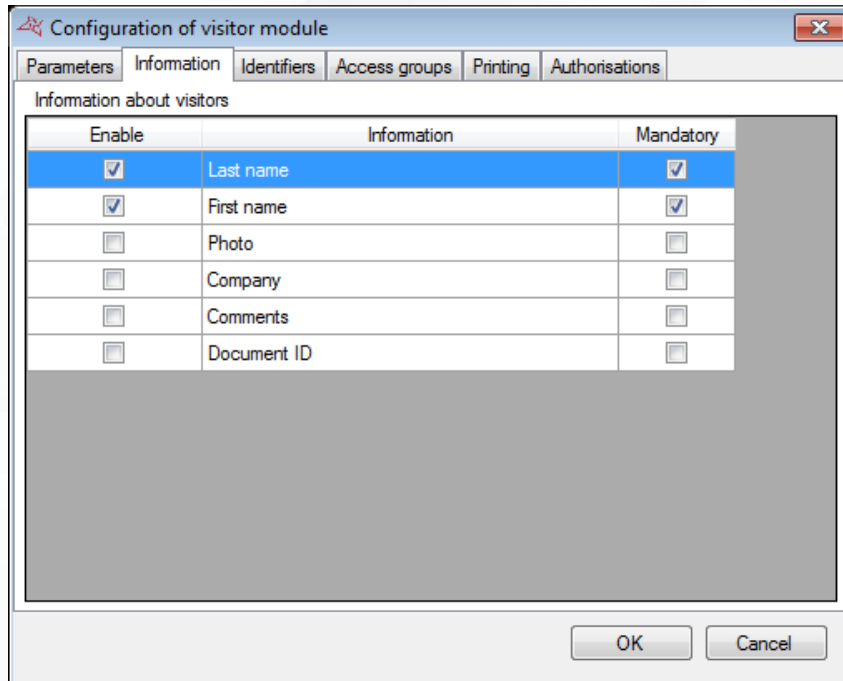 Configuration of visitor module
Parameters Information Identifiers Access groups Printing Authorisations
Information about visitors
Enable Information Mandatory
Last name
First name
Photo
Company
Comments
Document ID
OK Cancel